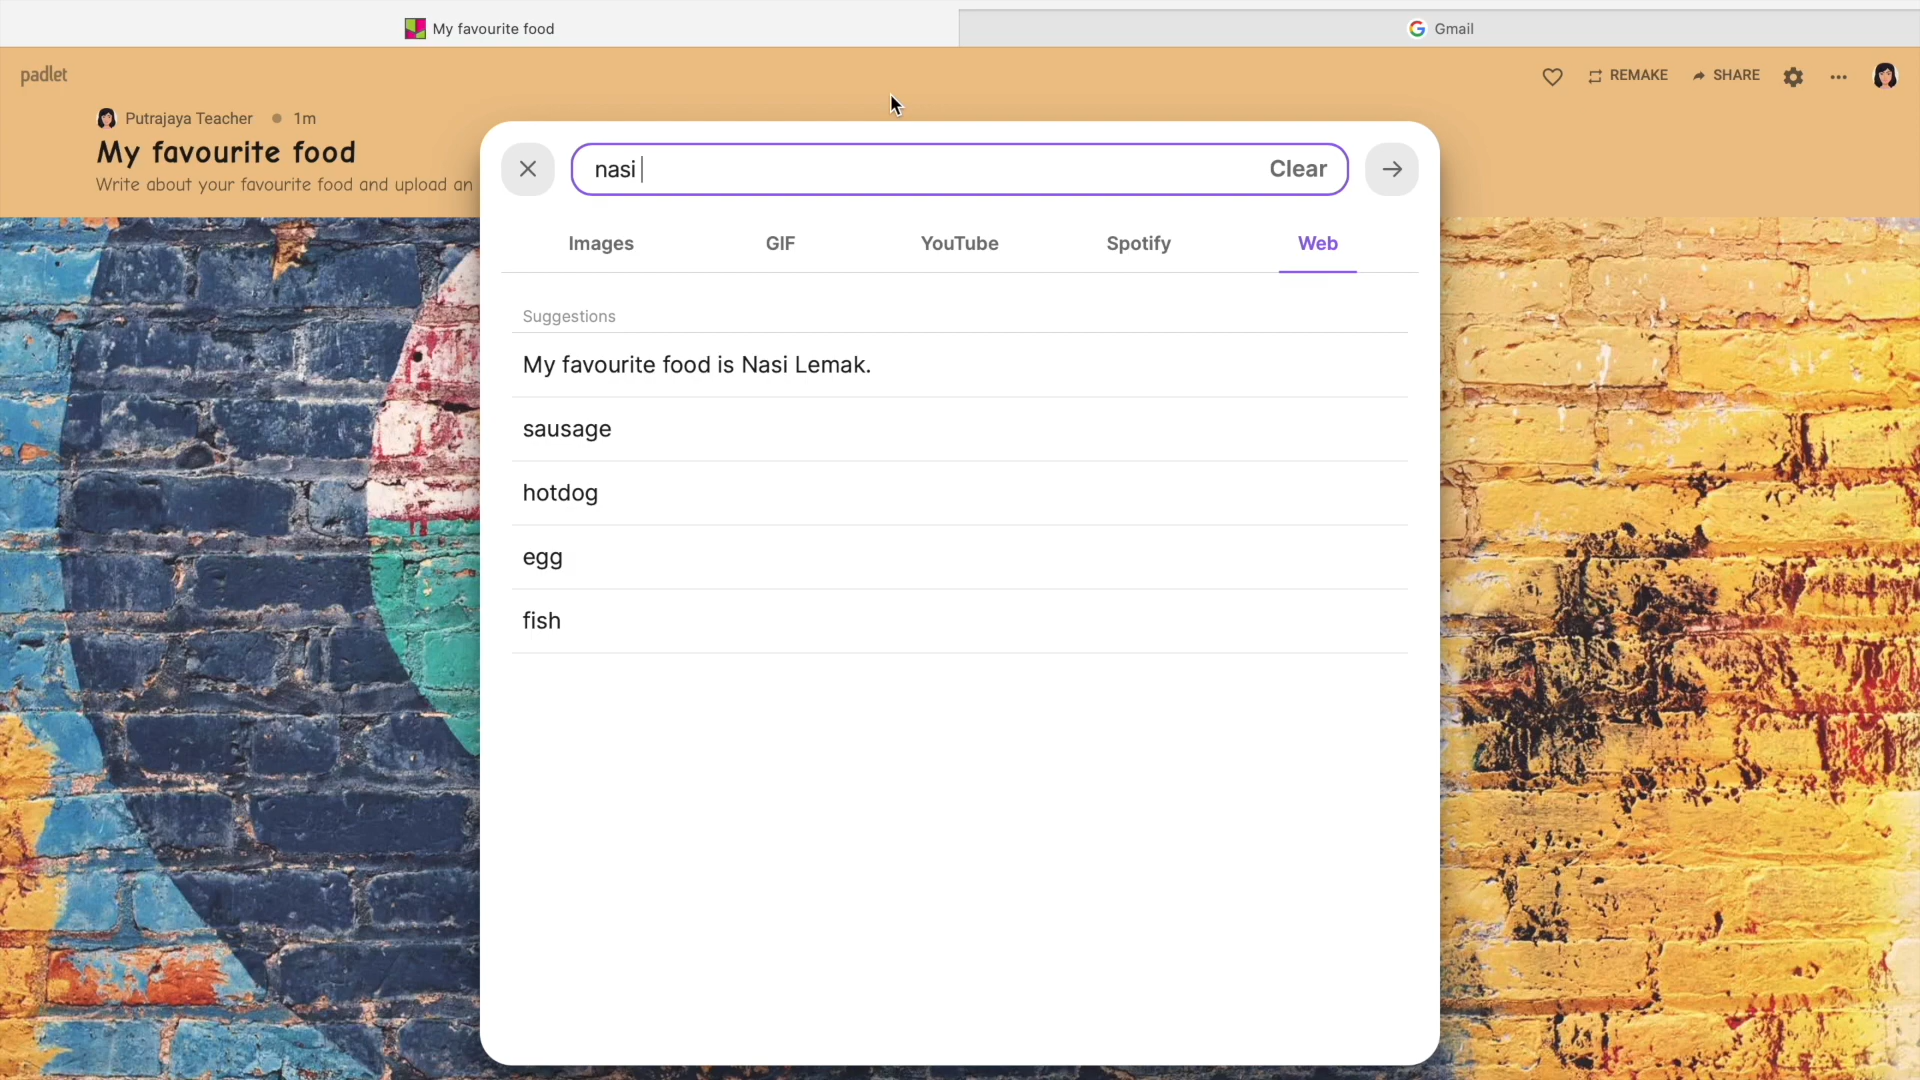 My favourite food
Gmail
padlet
REMAKE
SHARE
Putrajaya Teacher
1m
My favourite food
Write about your favourite food and upload an
nasi
Clear
Images
GIF
YouTube
Spotify
Web
Suggestions
My favourite food is Nasi Lemak.
sausage
hotdog
egg
fish